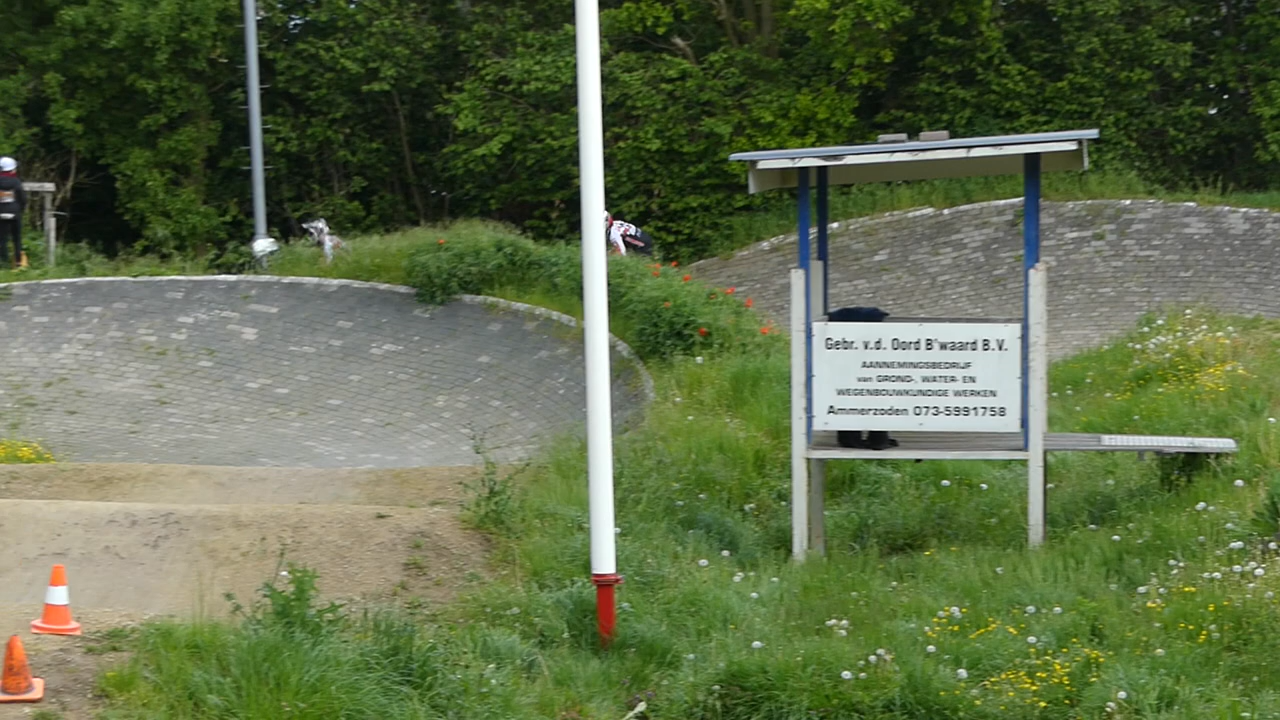 Gebr. v.d. Oord B'waard B.V.
AANNEMINGSBEDRIJF
van GROND-, WATER- EN
WEGENBOUWKUNDIGE WERKEN
Ammerzoden 073-5991758